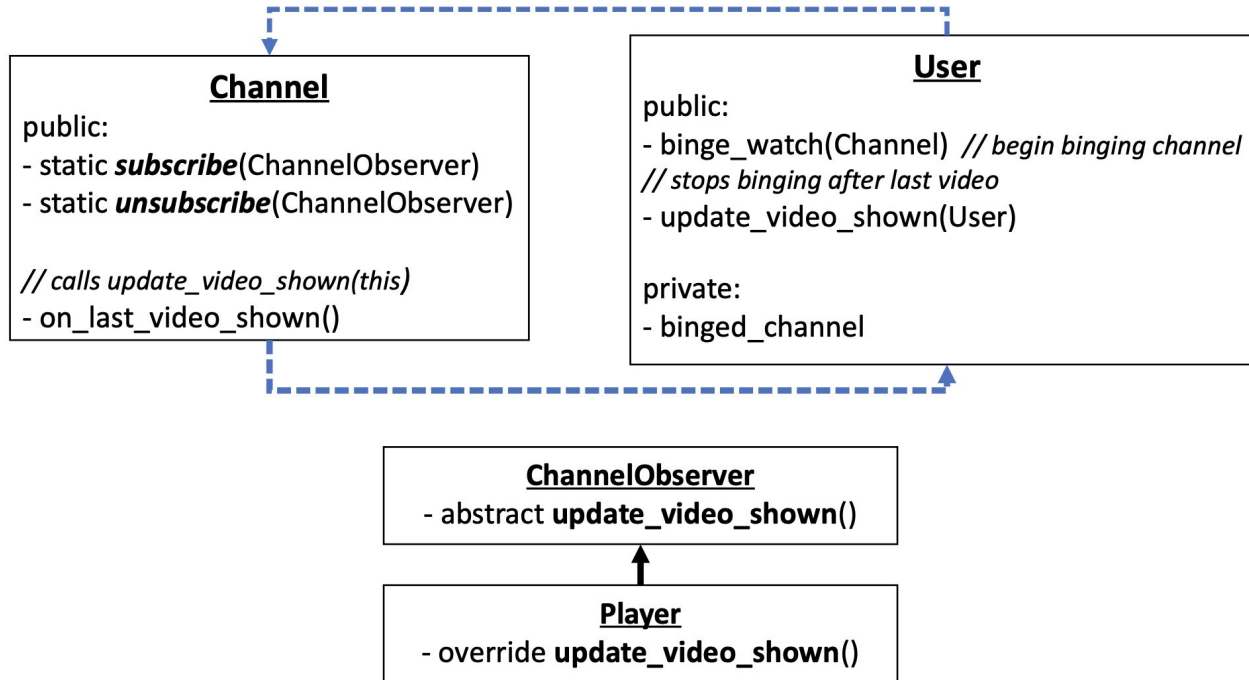 Channel
public:
- static subscribe(ChannelObserver)
- static unsubscribe(ChannelObserver)
// calls update_video_shown(this)
- on_last_video_shown()
User
public:
- binge_watch(Channel) // begin binging channel
// stops binging after last video
- update_video_shown(User)
private:
- binged_channel
ChannelObserver
- abstract update_video_shown()
Player
- override update_video_shown()